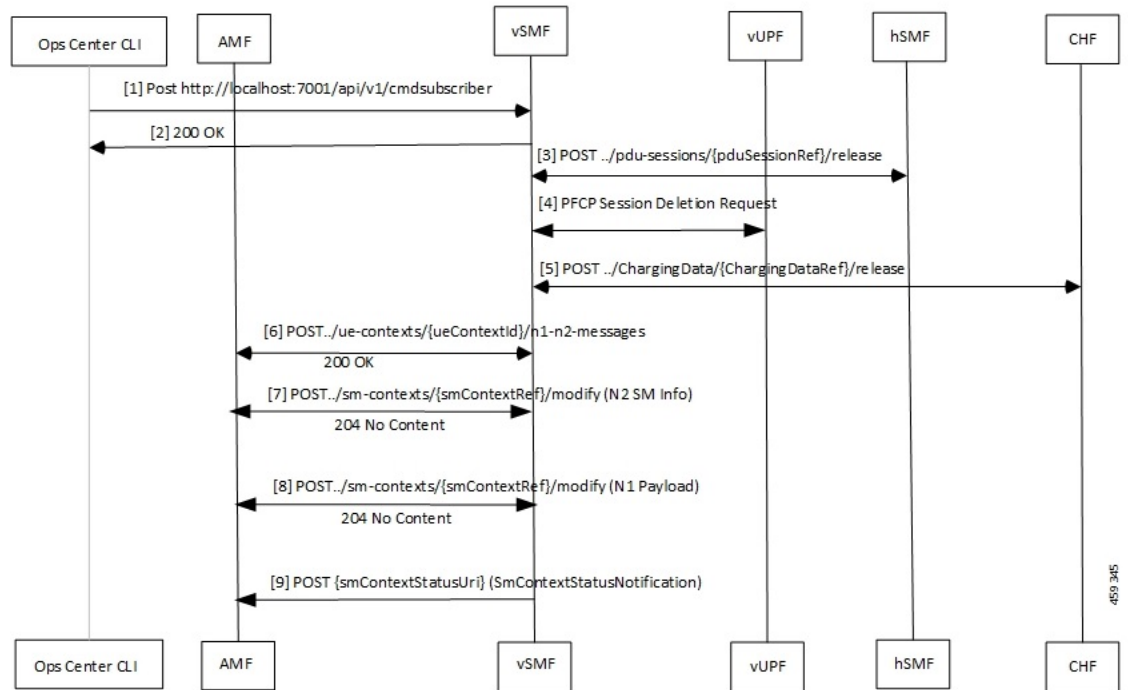 Ops Center CLI
AMF
vSMF
vUPF
hSMF
CHF
[1] Post http://localhost:7001/api/v1/cmdsubscriber
[2] 200 OK
[3] POST ../pdu-sessions/{pduSessionRef}/release
[4] PFCP Session Deletion Request
[5] POST ../ChargingData/{ChargingDataRef}/release
[6] POST../ue-contexts/{ueContextId}/n1-n2-messages
200 OK
[7] POST../sm-contexts/{smContextRef}/modify (N2 SM Info)
204 No Content
[8] POST../sm-contexts/{smContextRef}/modify (N1 Payload)
204 No Content
[9] POST {smContextStatusUri} (SmContextStatusNotification)
459345
Ops Center CLI
AMF
vSMF
vUPF
hSMF
CHF